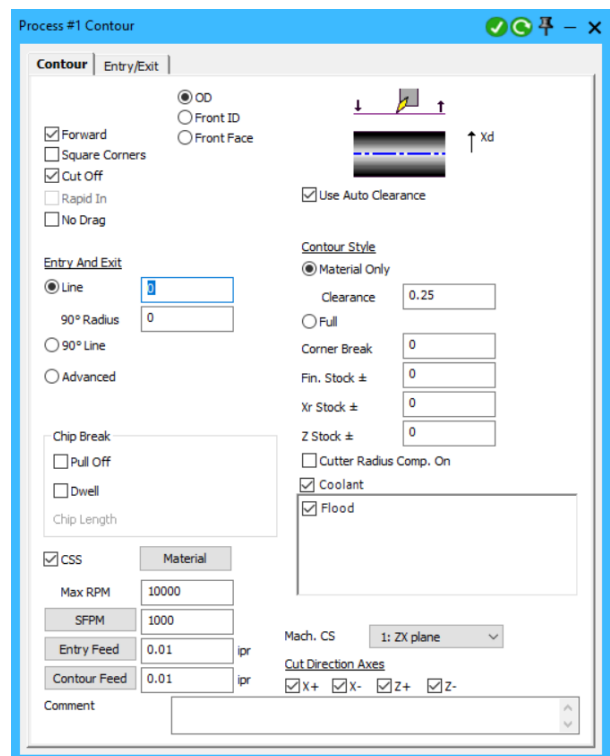 Process #1 Contour
Contour
Entry/Exit
OD
Front ID
Front Face
Forward
Square Corners
Cut Off
Rapid In
No Drag
Xd
Use Auto Clearance
Entry And Exit
Line 0
90° Radius 0
90° Line
Advanced
Contour Style
Material Only
Clearance 0.25
Full
Corner Break 0
Fin. Stock ± 0
Xr Stock ± 0
Z Stock ± 0
Cutter Radius Comp. On
Coolant
Flood
Chip Break
Pull Off
Dwell
Chip Length
CSS Material
Max RPM 10000
SFPM 1000
Entry Feed 0.01 ipr
Contour Feed 0.01 ipr
Mach. CS 1: ZX plane
Cut Direction Axes
X+ X- Z+ Z-
Comment